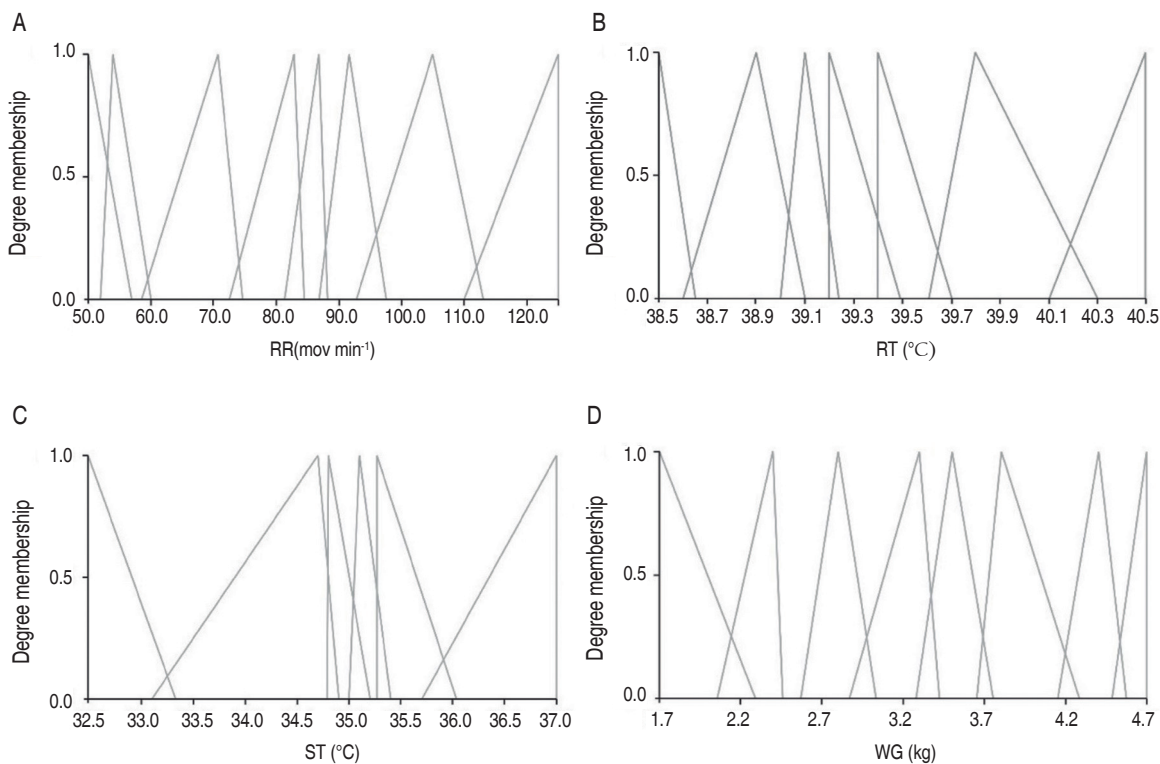 A
Degree membership
1.0
0.5
0.0
50.0 60.0 70.0 80.0 90.0 100.0 110.0 120.0
RR(mov min-1)
B
Degree membership
1.0
0.5
0.0
38.5 38.7 38.9 39.1 39.3 39.5 39.7 39.9 40.1 40.3 40.5
RT (°C)
C
Degree membership
1.0
0.5
0.0
32.5 33.0 33.5 34.0 34.5 35.0 35.5 36.0 36.5 37.0
ST (°C)
D
Degree membership
1.0
0.5
0.0
1.7 2.2 2.7 3.2 3.7 4.2 4.7
WG (kg)